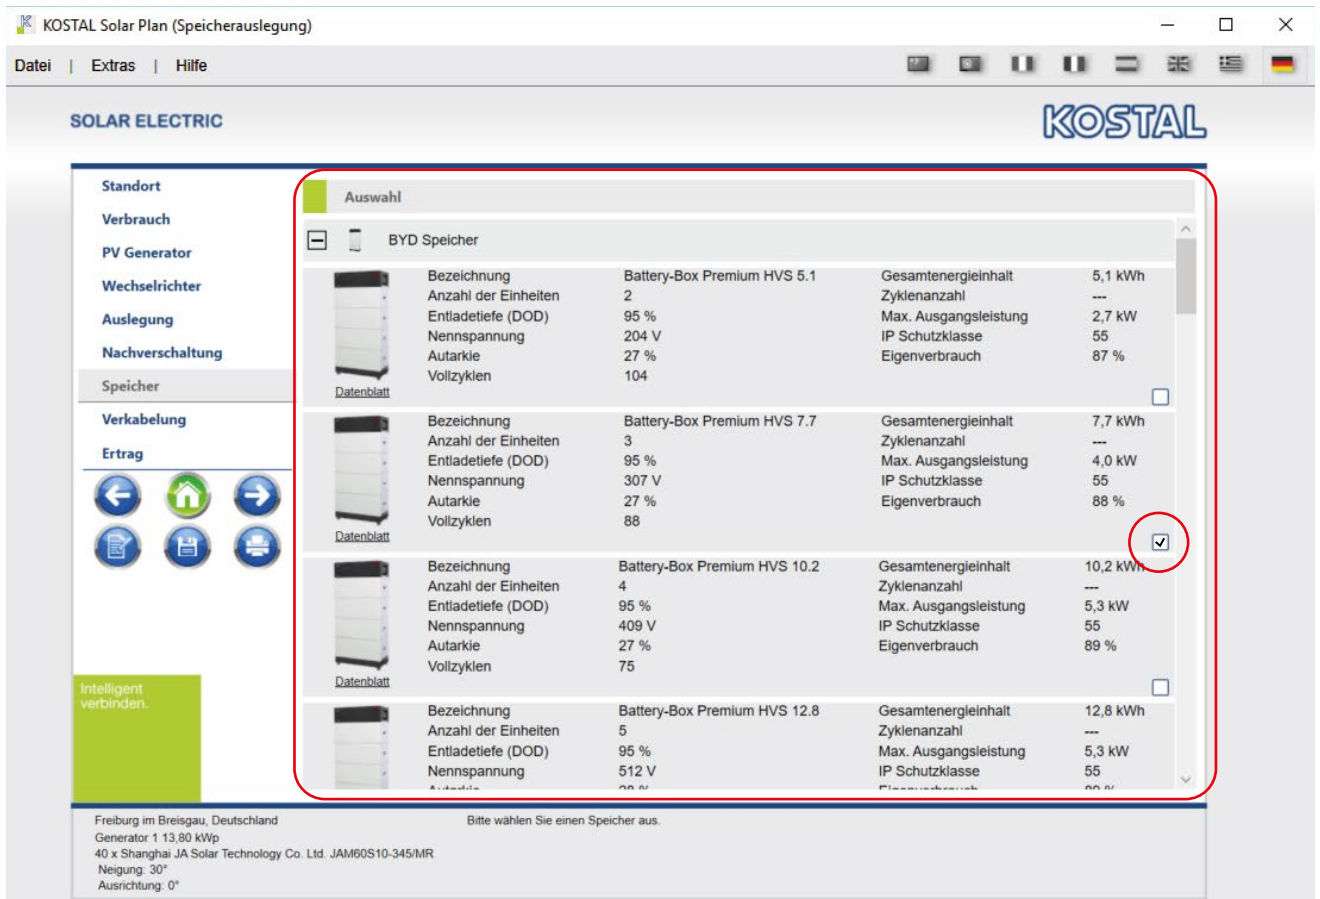 KOSTAL Solar Plan (Speicherauslegung)
Datei | Extras | Hilfe
SOLAR ELECTRIC
KOSTAL
Standort
Verbrauch
PV Generator
Wechselrichter
Auslegung
Nachverschaltung
Speicher
Verkabelung
Ertrag
Intelligent
verbinden.
Auswahl
BYD Speicher
Bezeichnung Battery-Box Premium HVS 5.1 Gesamtenergieinhalt 5,1 kWh
Anzahl der Einheiten 2 Zyklenanzahl ---
Entladetiefe (DOD) 95 % Max. Ausgangsleistung 2,7 kW
Nennspannung 204 V IP Schutzklasse 55
Autarkie 27 % Eigenverbrauch 87 %
Vollzyklen 104
Datenblatt
Bezeichnung Battery-Box Premium HVS 7.7 Gesamtenergieinhalt 7,7 kWh
Anzahl der Einheiten 3 Zyklenanzahl ---
Entladetiefe (DOD) 95 % Max. Ausgangsleistung 4,0 kW
Nennspannung 307 V IP Schutzklasse 55
Autarkie 27 % Eigenverbrauch 88 %
Vollzyklen 88
Datenblatt
Bezeichnung Battery-Box Premium HVS 10.2 Gesamtenergieinhalt 10,2 kWh
Anzahl der Einheiten 4 Zyklenanzahl ---
Entladetiefe (DOD) 95 % Max. Ausgangsleistung 5,3 kW
Nennspannung 409 V IP Schutzklasse 55
Autarkie 27 % Eigenverbrauch 89 %
Vollzyklen 75
Datenblatt
Bezeichnung Battery-Box Premium HVS 12.8 Gesamtenergieinhalt 12,8 kWh
Anzahl der Einheiten 5 Zyklenanzahl ---
Entladetiefe (DOD) 95 % Max. Ausgangsleistung 5,3 kW
Nennspannung 512 V IP Schutzklasse 55
Freiburg im Breisgau, Deutschland
Generator 1 13,80 kWp
40 x Shanghai JA Solar Technology Co. Ltd. JAM60S10-345/MR
Neigung: 30°
Ausrichtung: 0°
Bitte wählen Sie einen Speicher aus.